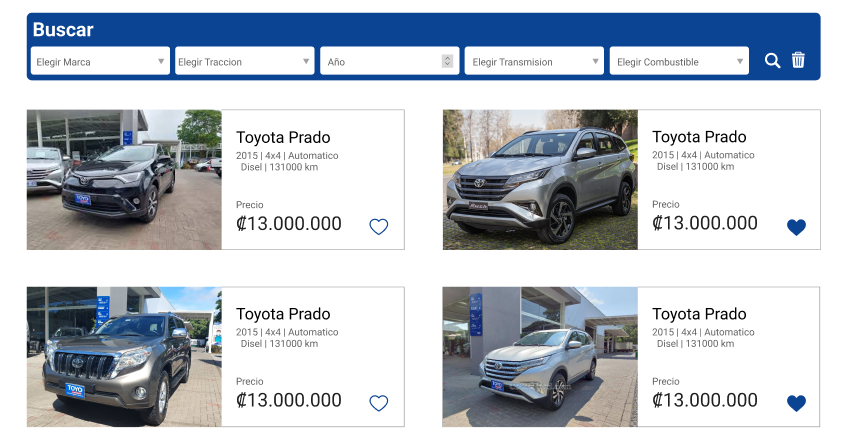 Buscar
Elegir Marca
Elegir Traccion
Año
Elegir Transmision
Elegir Combustible
Toyota Prado
2015 | 4x4 | Automatico
Disel | 131000 km
Precio
₡13.000.000
TOYO
Toyota Prado
2015 | 4x4 | Automatico
Disel | 131000 km
Precio
₡13.000.000
Toyota Prado
2015 | 4x4 | Automatico
Disel | 131000 km
Precio
₡13.000.000
TOYO
Toyota Prado
2015 | 4x4 | Automatico
Disel | 131000 km
Precio
₡13.000.000
TOYO